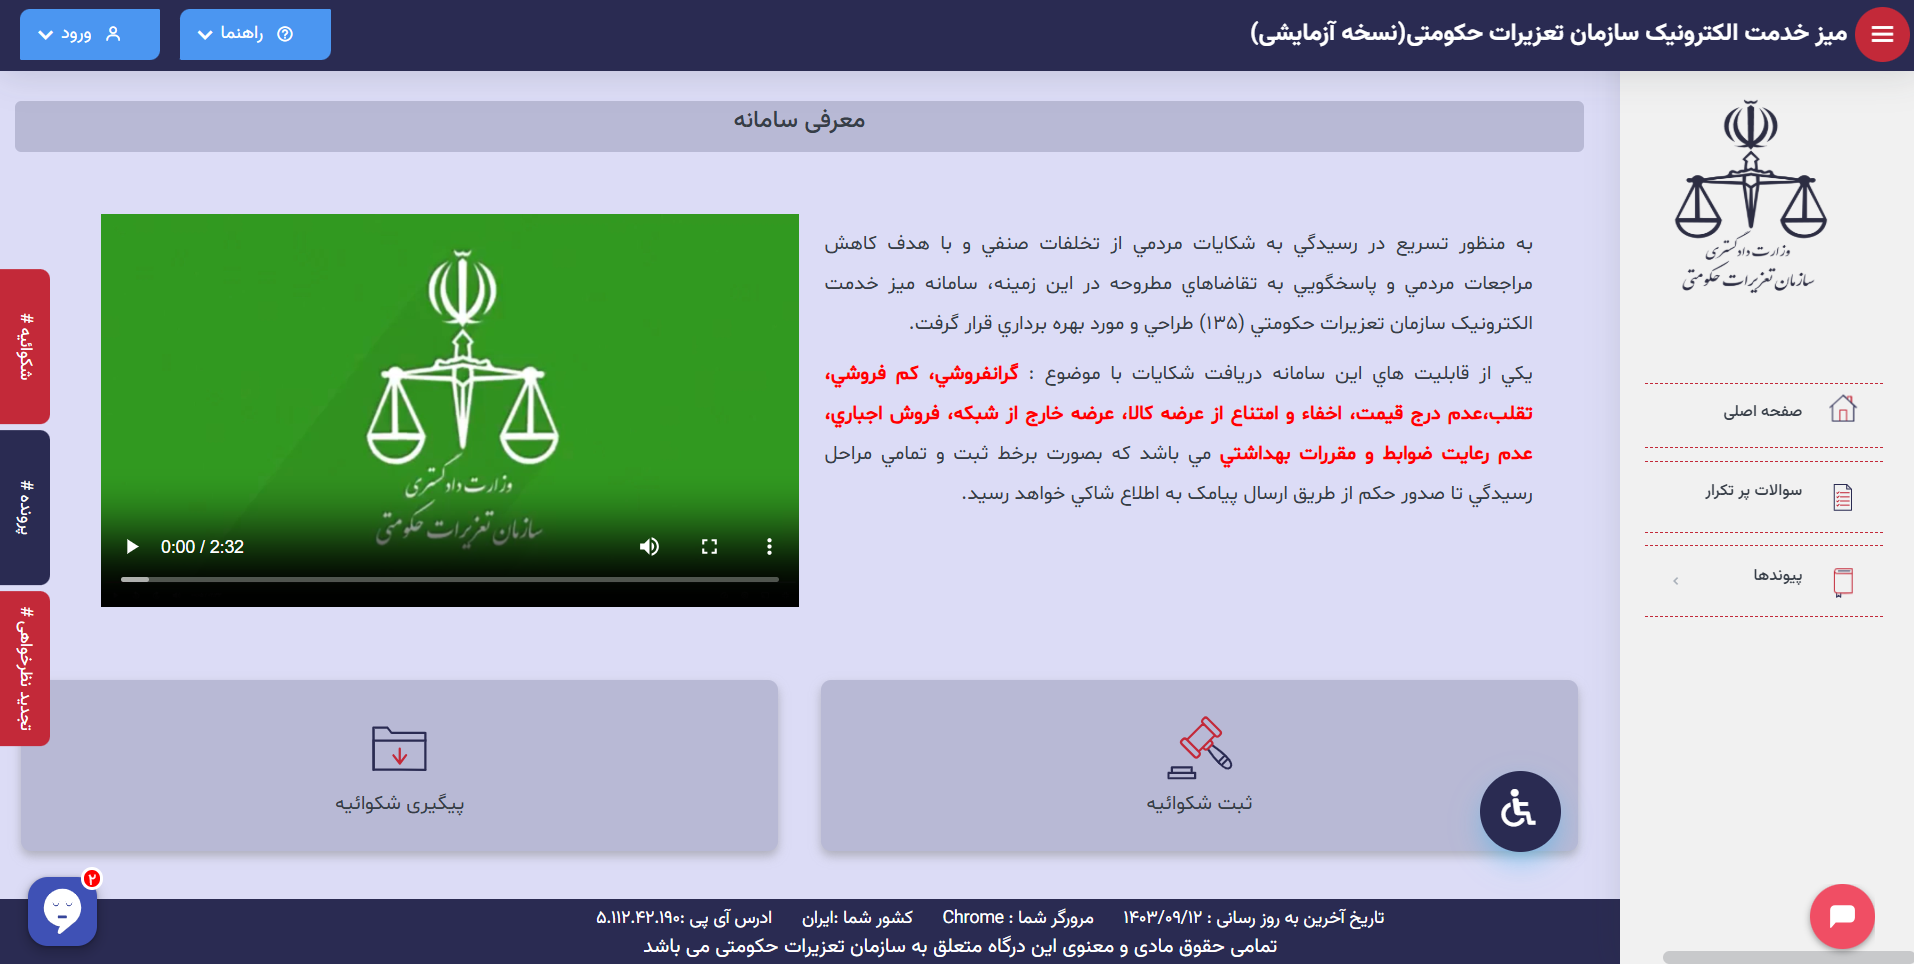 میز خدمت الکترونیک سازمان تعزیرات حکومتی(نسخه آزمایشی)
راهنما
ورود
وزارت دادگستری
سازمان تعزیرات حکومتی
صفحه اصلی
سوالات پر تکرار
پیوندها
معرفی سامانه
به منظور تسريع در رسيدگي به شكايات مردمي از تخلفات صنفي و با هدف كاهش
مراجعات مردمي و پاسخگويي به تقاضاهاي مطروحه در اين زمينه، سامانه ميز خدمت
الكترونيک سازمان تعزيرات حكومتي (۱۳۵) طراحي و مورد بهره برداري قرار گرفت.
يكي از قابليت هاي اين سامانه دريافت شكايات با موضوع : گرانفروشي، كم فروشي،
تقلب،عدم درج قيمت، اخفاء و امتناع از عرضه كالا، عرضه خارج از شبكه، فروش اجباري،
عدم رعايت ضوابط و مقررات بهداشتي مي باشد كه بصورت برخط ثبت و تمامي مراحل
رسيدگي تا صدور حكم از طريق ارسال پيامک به اطلاع شاكي خواهد رسيد.
وزارت دادگستری
سازمان تعزیرات حکومتی
0:00 / 2:32
# شکوائیه
# پرونده
# تجدید نظرخواهی
ثبت شکوائیه
پیگیری شکوائیه
۲
تاریخ آخرین به روز رسانی : ۱۴۰۳/۰۹/۱۲ مرورگر شما : Chrome کشور شما :ایران ادرس آی پی :۵.۱۱۲.۴۲.۱۹۰
تمامی حقوق مادی و معنوی این درگاه متعلق به سازمان تعزیرات حکومتی می باشد